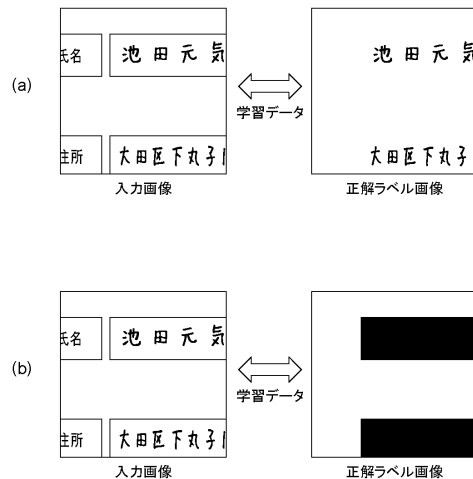 氏名 池田元気 池田元気
(a)
学習データ
住所 大田区下丸子 大田区下丸子
入力画像 正解ラベル画像
氏名 池田元気
(b)
学習データ
住所 大田区下丸子
入力画像 正解ラベル画像